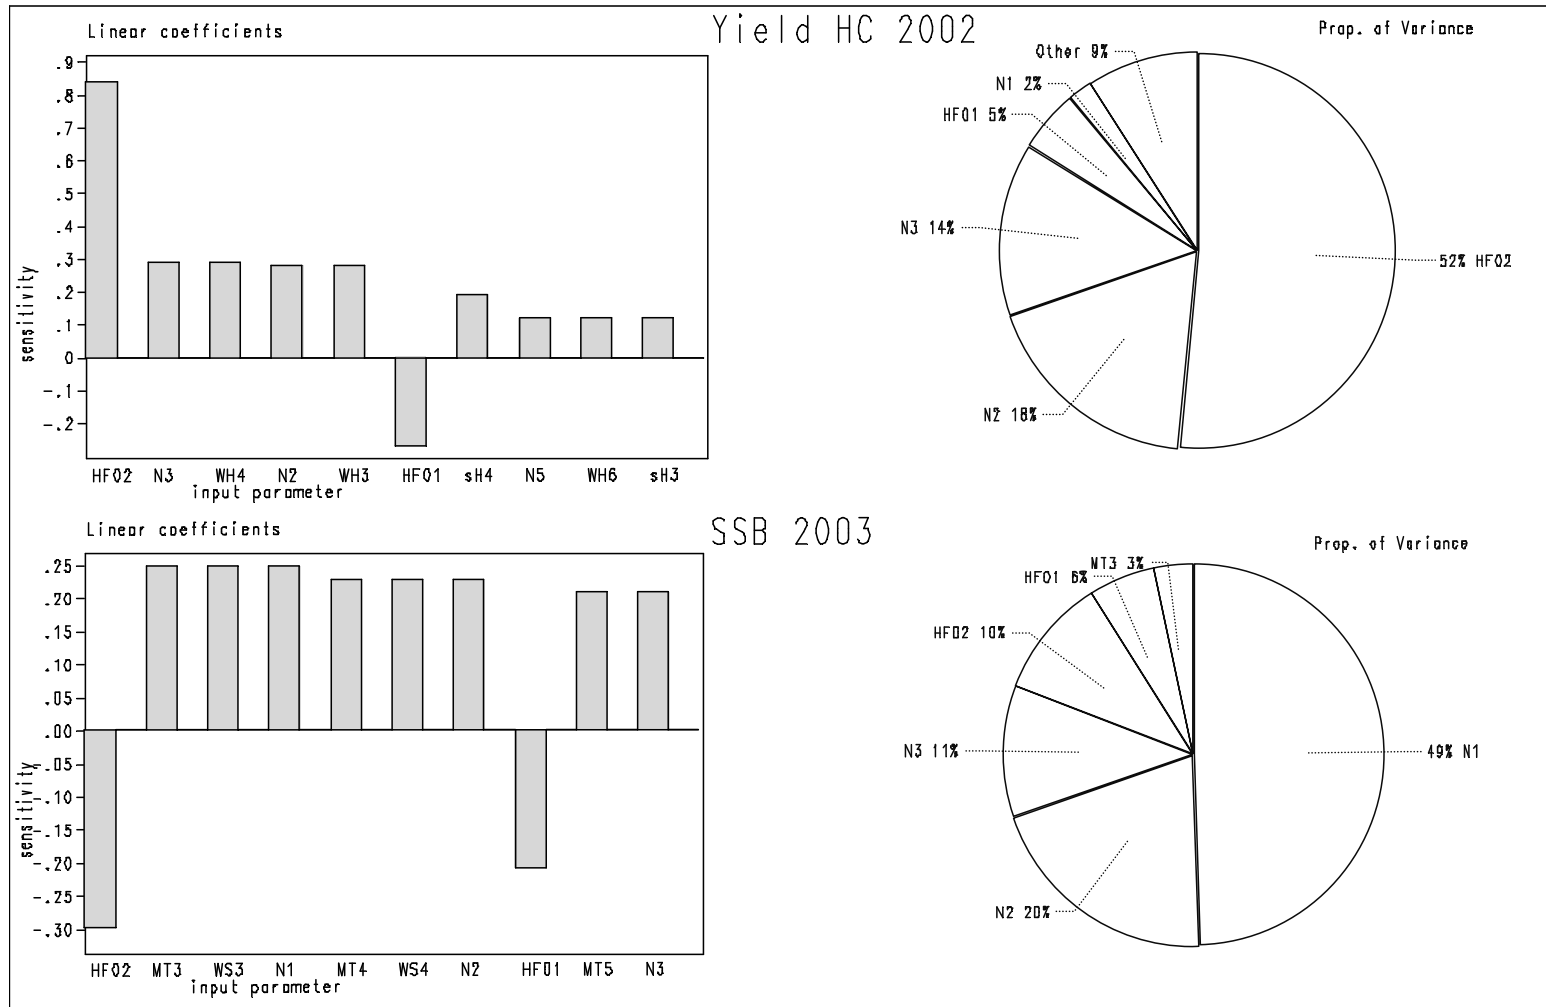 Yield HC 2002
Linear coefficients
Prop. of Variance
.9
.8
.7
.6
.5
.4
.3
.2
.1
0
-.1
-.2
sensitivity
HF02 N3 WH4 N2 WH3 HF01 sH4 N5 WH6 sH3
input parameter
Other 9%
N1 2%
HF01 5%
N3 14%
52% HF02
N2 18%
SSB 2003
Linear coefficients
Prop. of Variance
.25
.20
.15
.10
.05
.00
-.05
-.10
-.15
-.20
-.25
-.30
sensitivity
HF02 MT3 WS3 N1 MT4 WS4 N2 HF01 MT5 N3
input parameter
MT3 3%
HF01 6%
HF02 10%
N3 11%
49% N1
N2 20%